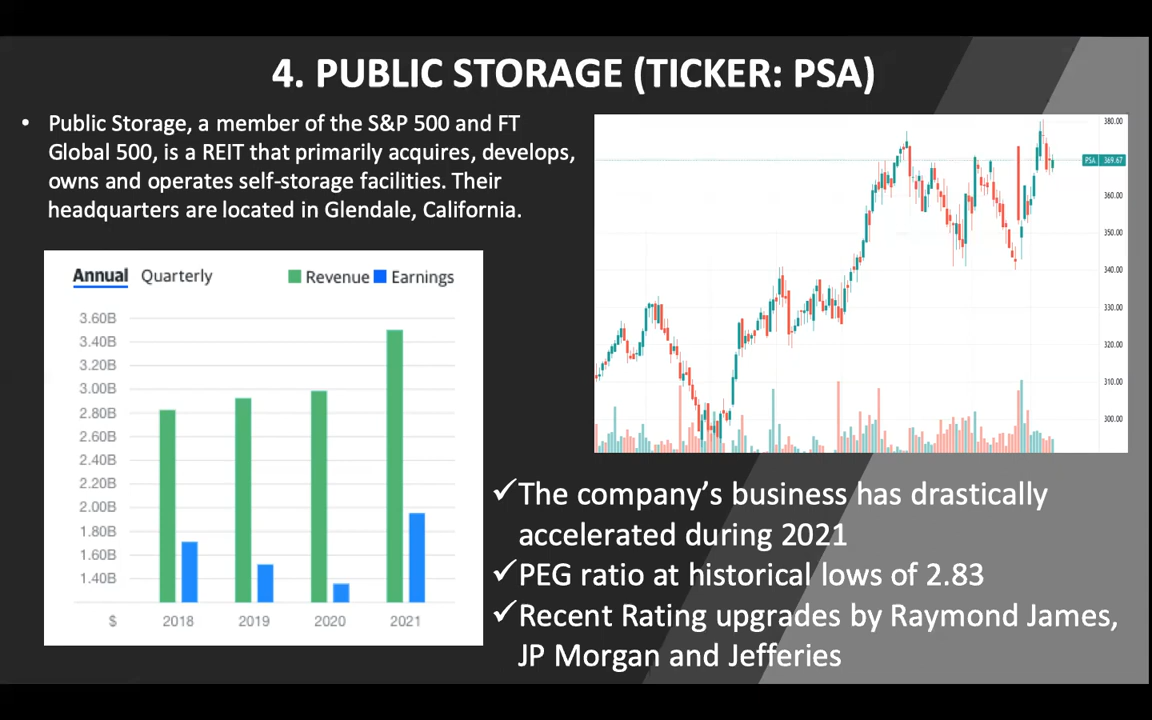 4. PUBLIC STORAGE (TICKER: PSA)
• Public Storage, a member of the S&P 500 and FT
Global 500, is a REIT that primarily acquires, develops,
owns and operates self-storage facilities. Their
headquarters are located in Glendale, California.
380.00
PSA 369.67
360.00
350.00
340.00
330.00
320.00
310.00
300.00
Annual Quarterly Revenue Earnings
3.60B
3.40B
3.20B
3.00B
2.80B
2.60B
2.40B
2.20B
2.00B
1.80B
1.60B
1.40B
$ 2018 2019 2020 2021
✓The company’s business has drastically
accelerated during 2021
✓PEG ratio at historical lows of 2.83
✓Recent Rating upgrades by Raymond James,
JP Morgan and Jefferies